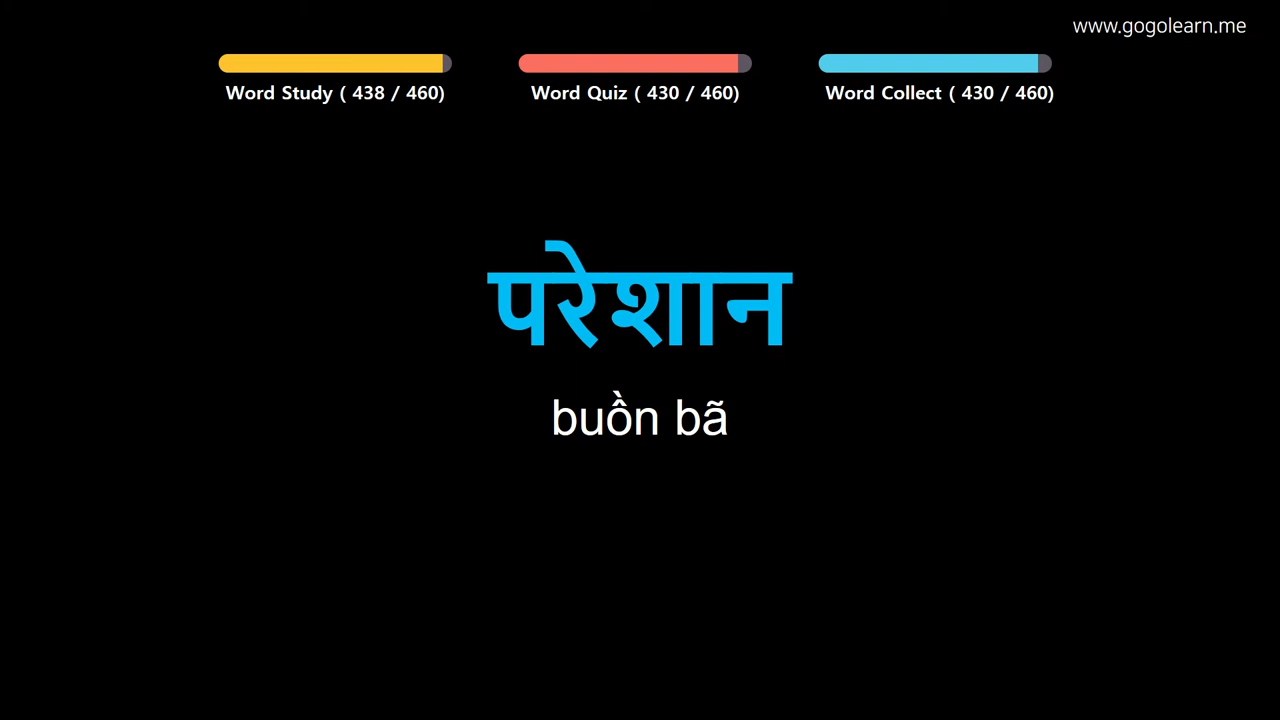 www.gogolearn.me
Word Study ( 438 / 460)
Word Quiz ( 430 / 460)
Word Collect ( 430 / 460)
परेशान
buồn bã